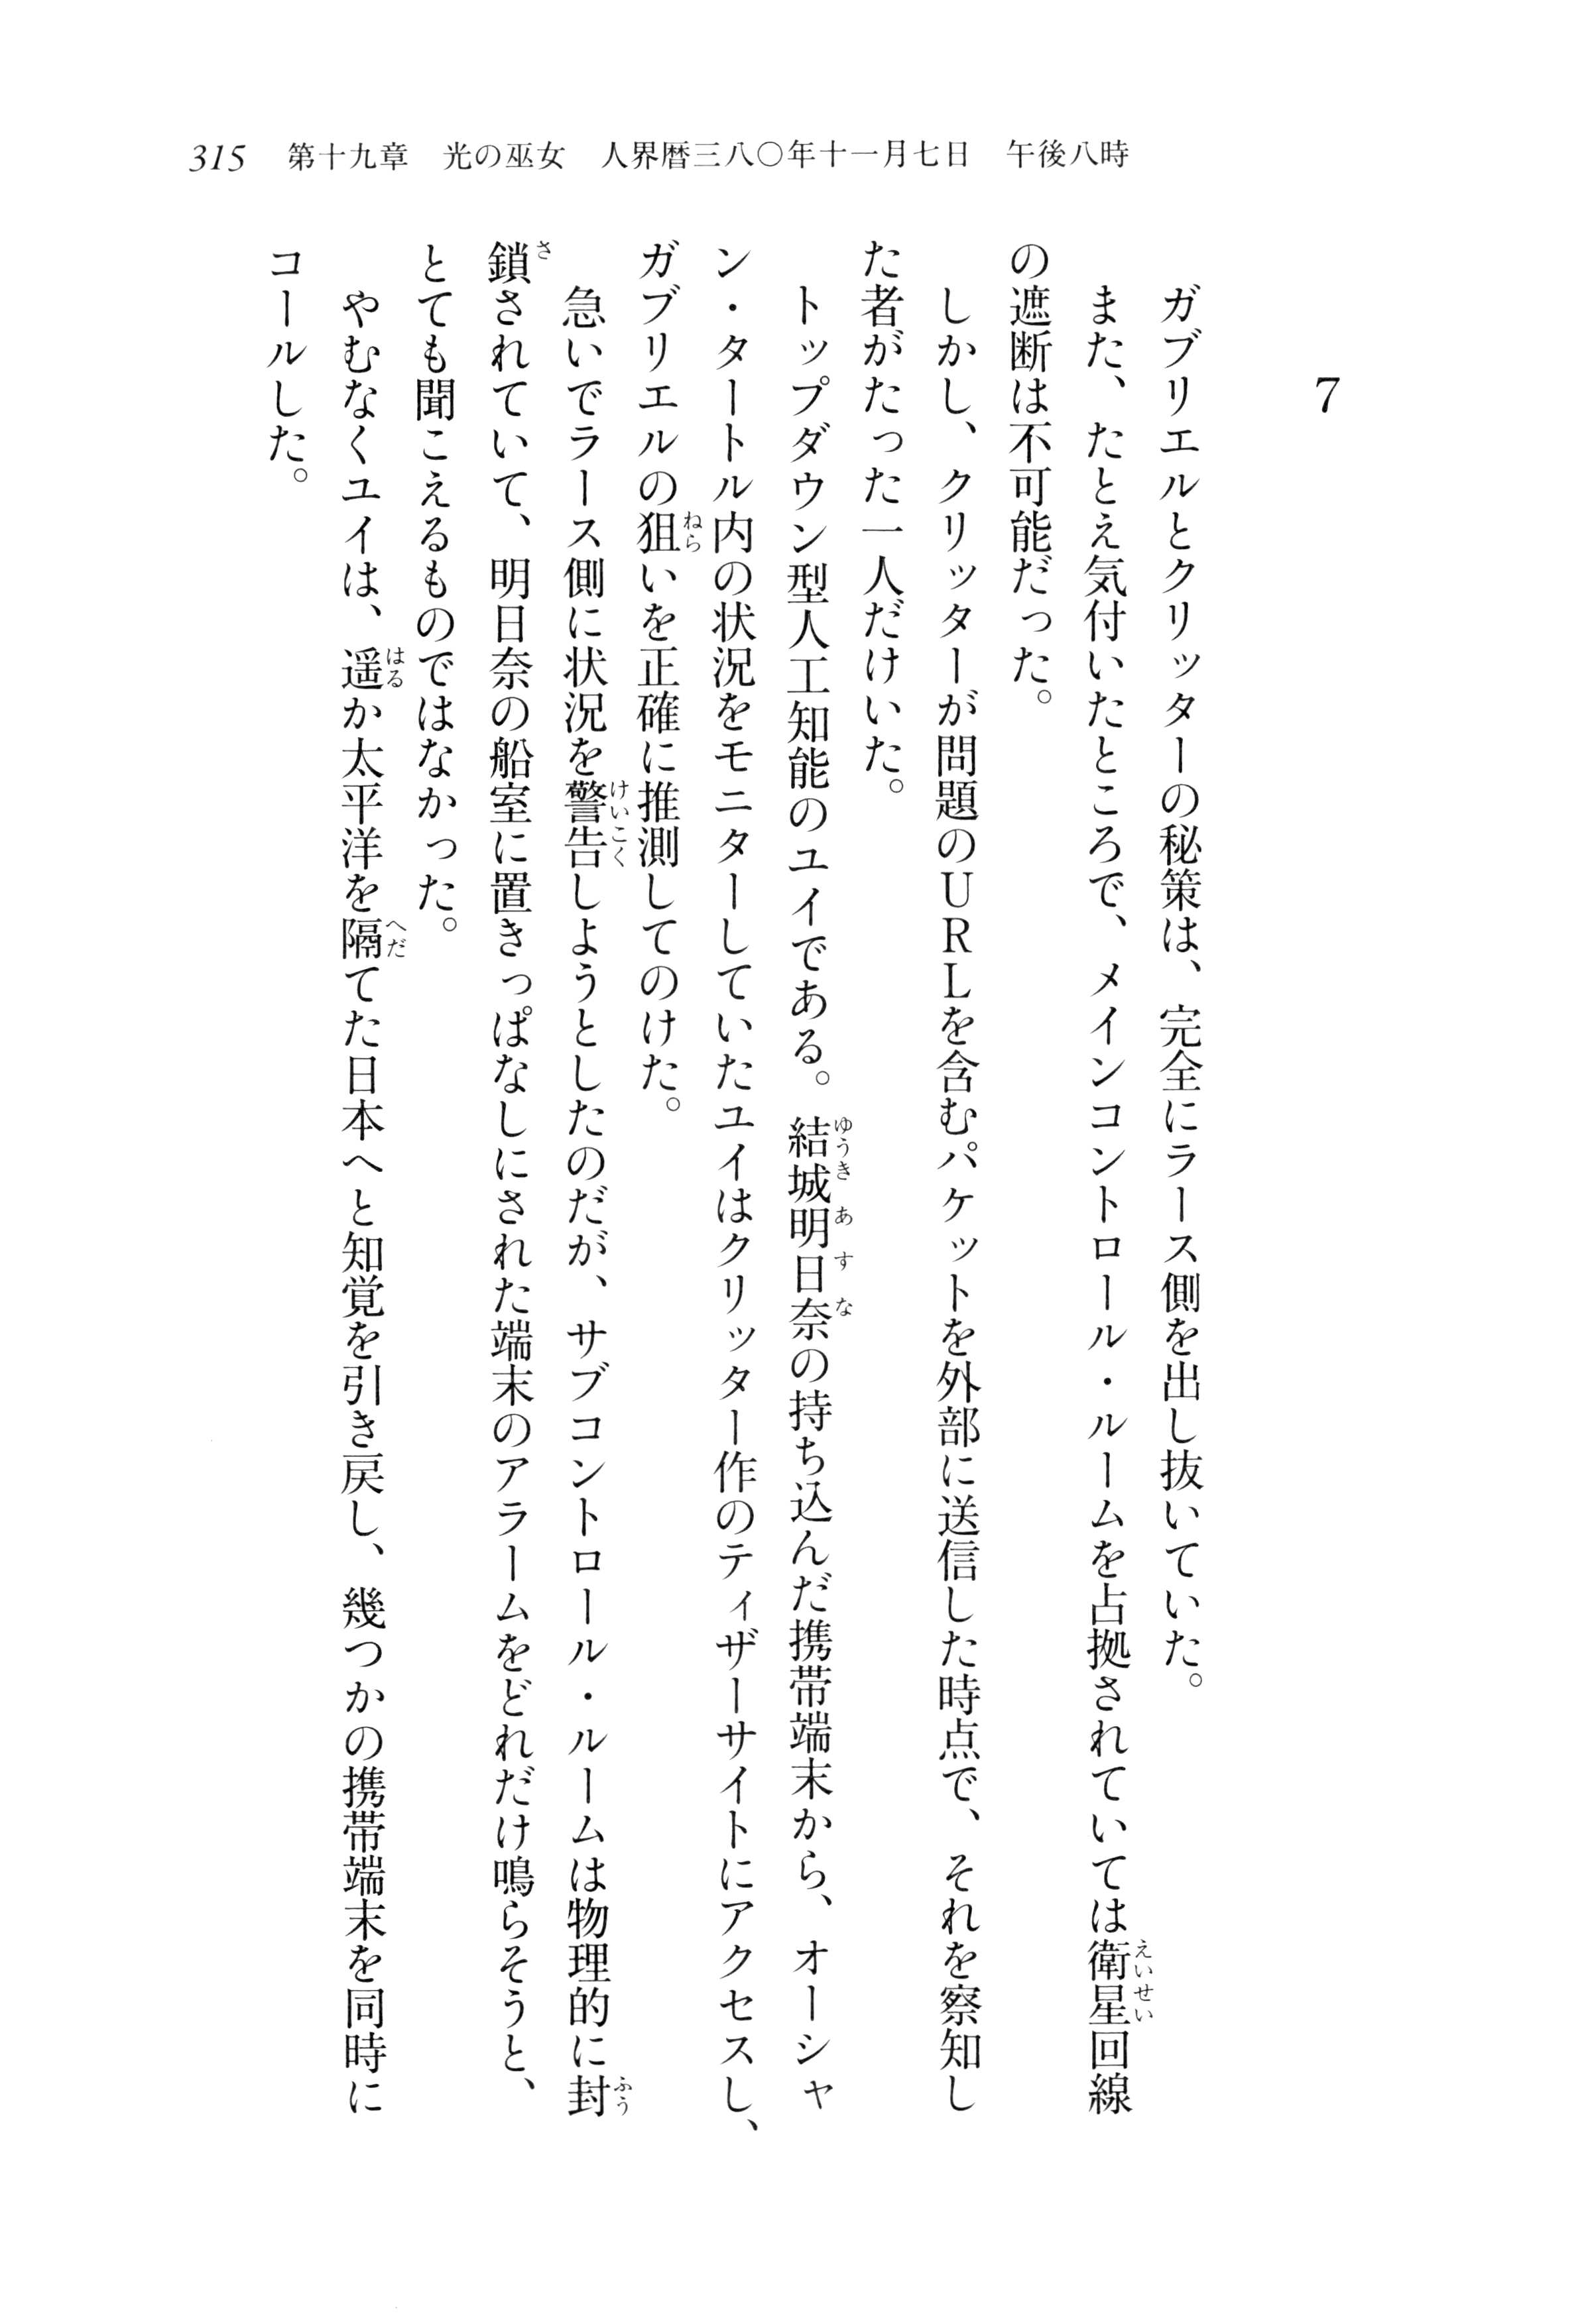 315 第十九章 光の巫女 人界暦三八〇年十一月七日 午後八時
7
ガブリエルとクリッターの秘策は、完全にラース側を出し抜いていた。
また、たとえ気付いたところで、メインコントロール・ルームを占拠されていては衛星回線
の遮断は不可能だった。
しかし、クリッターが問題のＵＲＬを含むパケットを外部に送信した時点で、それを察知し
た者がたった一人だけいた。
トップダウン型人工知能のユイである。結城明日奈の持ち込んだ携帯端末から、オーシャ
ン・タートル内の状況をモニターしていたユイはクリッター作のティザーサイトにアクセスし、
ガブリエルの狙いを正確に推測してのけた。
急いでラース側に状況を警告しようとしたのだが、サブコントロール・ルームは物理的に封
鎖されていて、明日奈の船室に置きっぱなしにされた端末のアラームをどれだけ鳴らそうと、
とても聞こえるものではなかった。
やむなくユイは、遥か太平洋を隔てた日本へと知覚を引き戻し、幾つかの携帯端末を同時に
コールした。